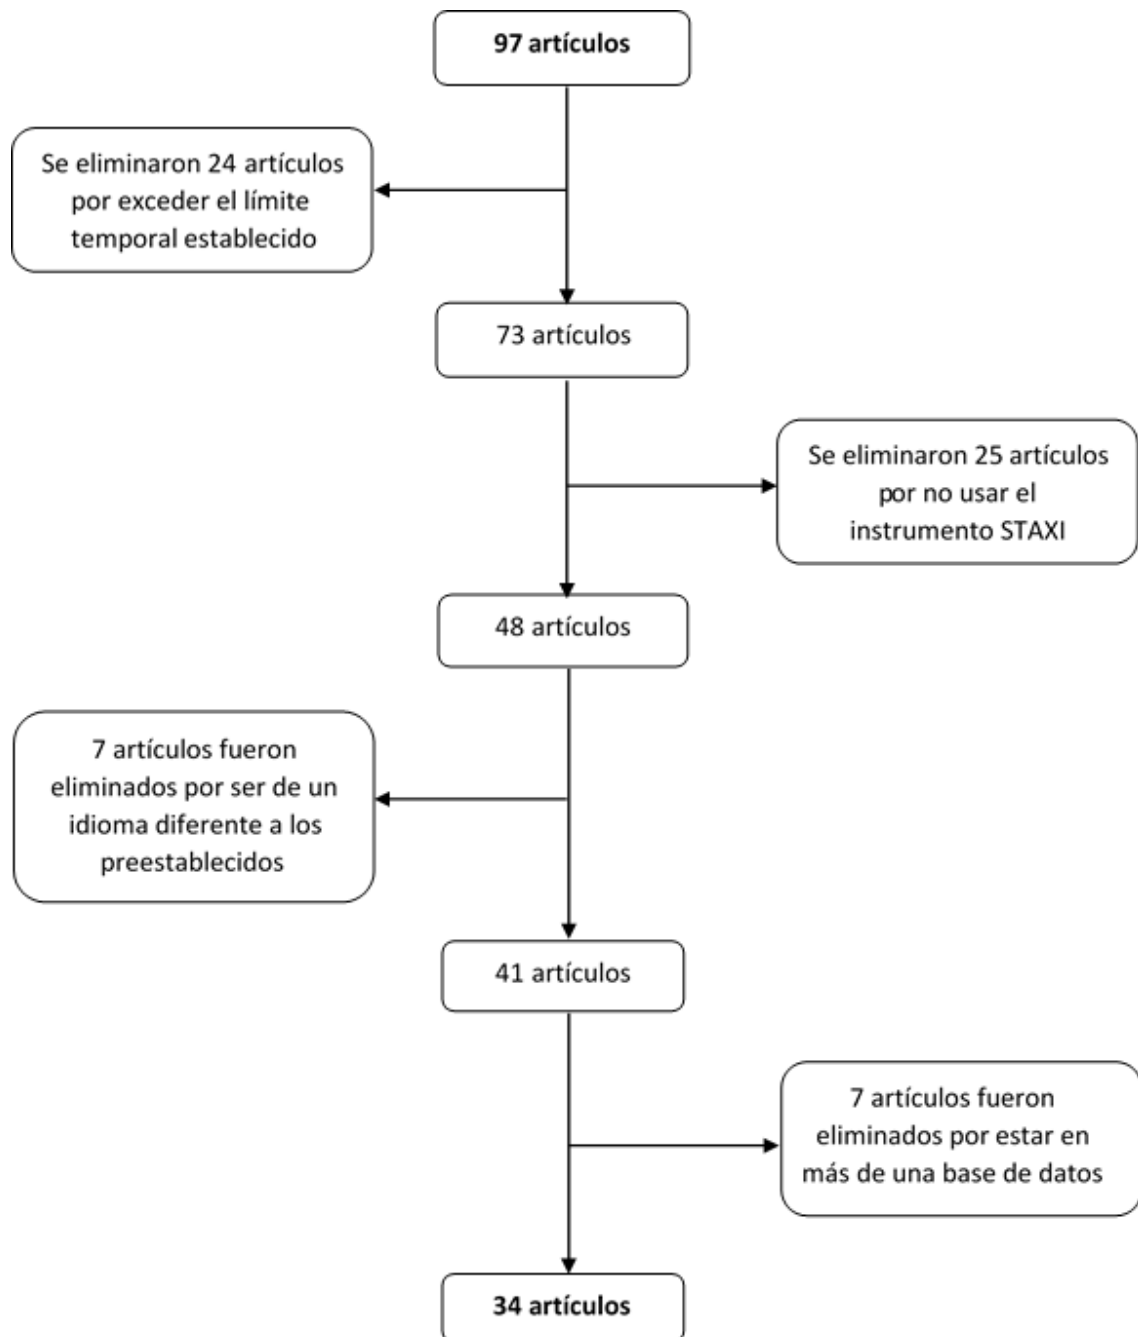 97 artículos
Se eliminaron 24 artículos
por exceder el límite
temporal establecido
73 artículos
Se eliminaron 25 artículos
por no usar el
instrumento STAXI
48 artículos
7 artículos fueron
eliminados por ser de un
idioma diferente a los
preestablecidos
41 artículos
7 artículos fueron
eliminados por estar en
más de una base de datos
34 artículos